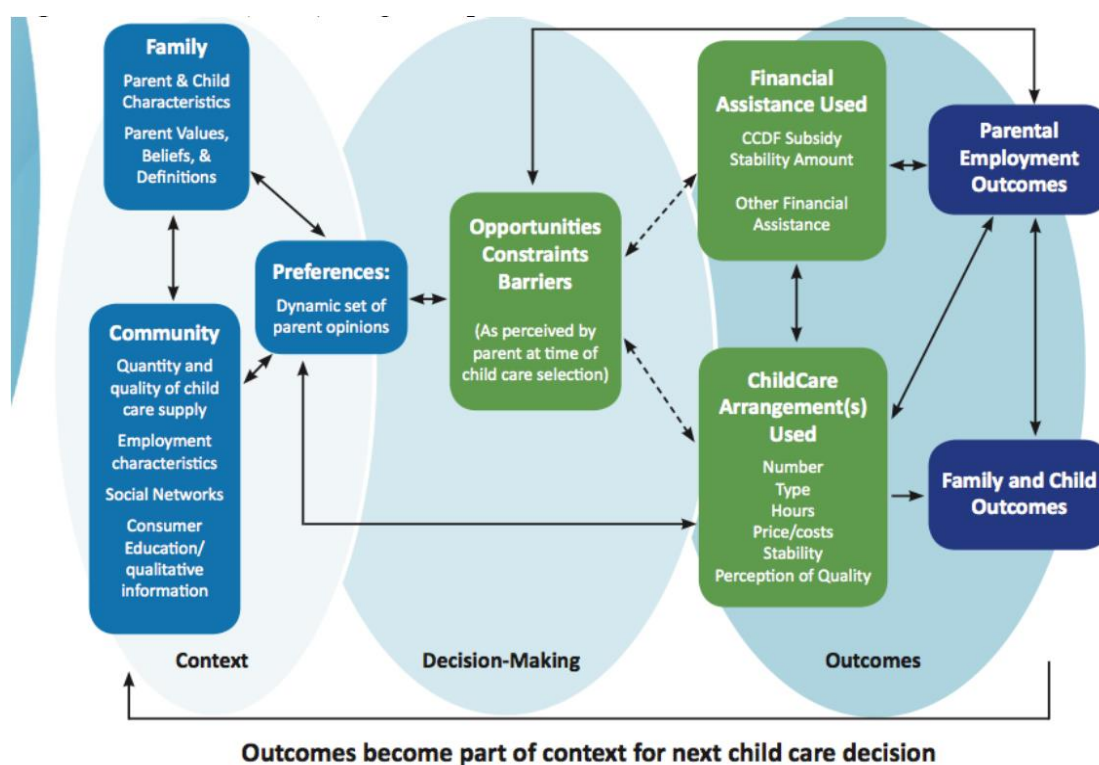 Family
Parent & Child
Characteristics
Parent Values,
Beliefs, &
Definitions
Community
Quantity and
quality of child
care supply
Employment
characteristics
Social Networks
Consumer
Education/
qualitative
information
Preferences:
Dynamic set of
parent opinions
Opportunities
Constraints
Barriers
(As perceived by
parent at time of
child care selection)
Financial
Assistance Used
CCDF Subsidy
Stability Amount
Other Financial
Assistance
ChildCare
Arrangement(s)
Used
Number
Type
Hours
Price/costs
Stability
Perception of Quality
Parental
Employment
Outcomes
Family and Child
Outcomes
Context
Decision-Making
Outcomes
Outcomes become part of context for next child care decision